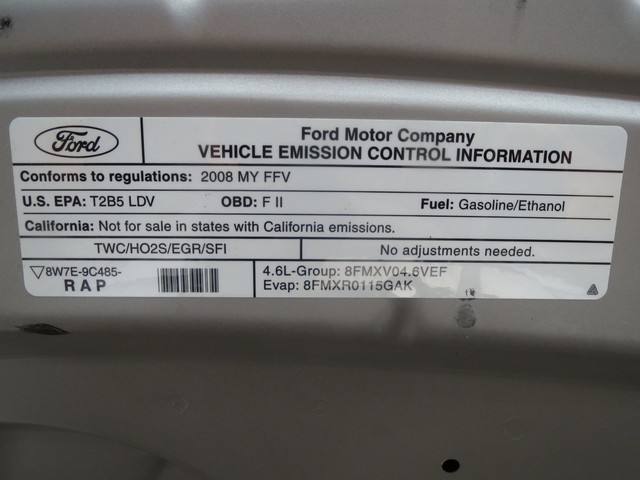 Ford
Ford Motor Company
VEHICLE EMISSION CONTROL INFORMATION
Conforms to regulations: 2008 MY FFV
U.S. EPA: T2B5 LDV OBD: F II Fuel: Gasoline/Ethanol
California: Not for sale in states with California emissions.
TWC/HO2S/EGR/SFI No adjustments needed.
8W7E-9C485-
RAP
4.6L-Group: 8FMXV04.6VEF
Evap: 8FMXR0115GAK